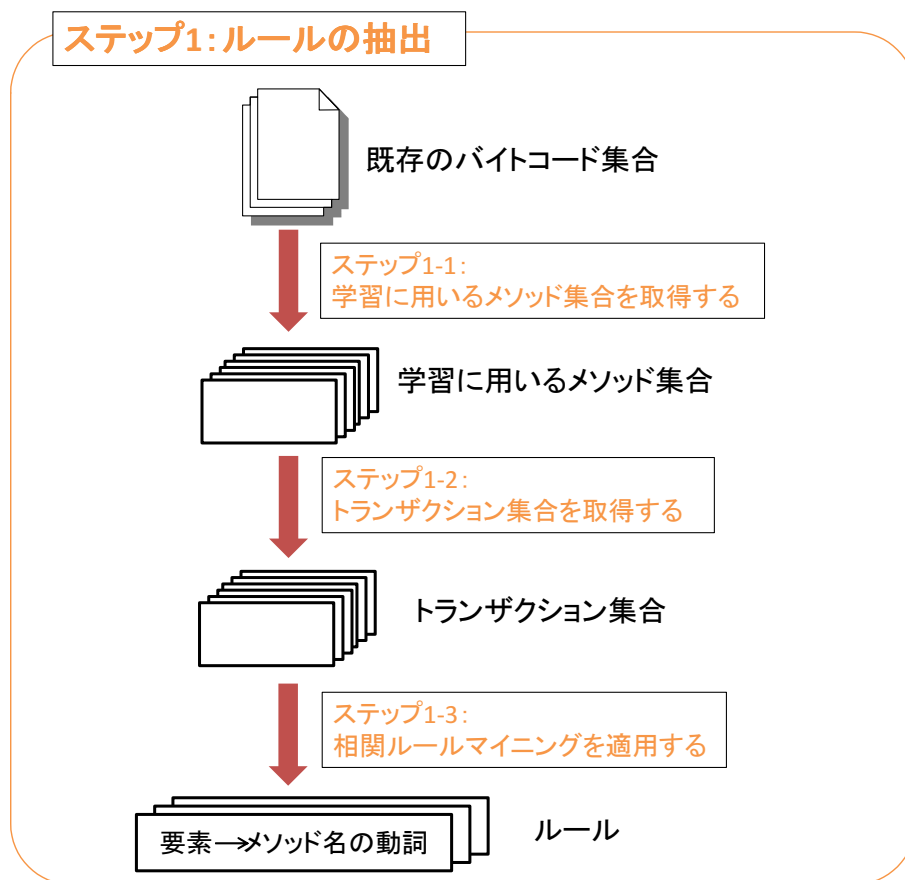 ステップ1:ルールの抽出
既存のバイトコード集合
ステップ1-1:
学習に用いるメソッド集合を取得する
学習に用いるメソッド集合
ステップ1-2:
トランザクション集合を取得する
トランザクション集合
ステップ1-3:
相関ルールマイニングを適用する
要素→メソッド名の動詞
ルール